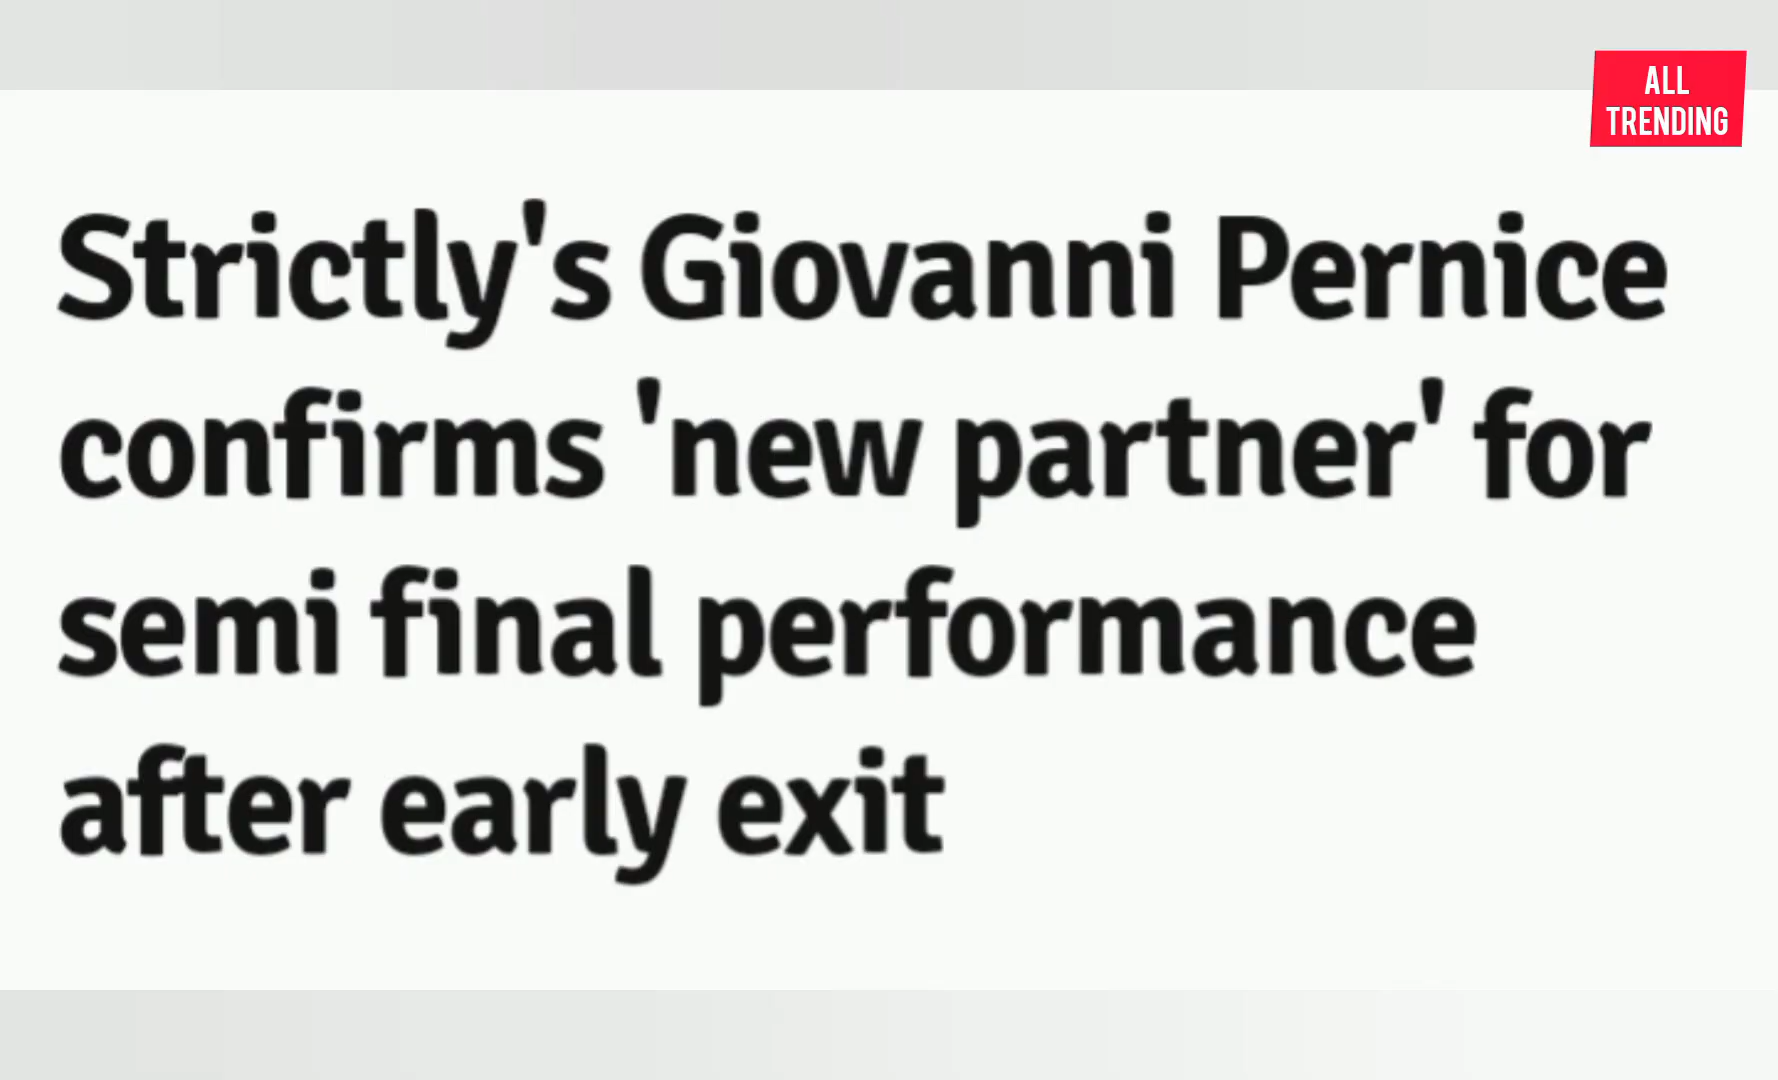 ALL
TRENDING
Strictly's Giovanni Pernice
confirms 'new partner' for
semi final performance
after early exit